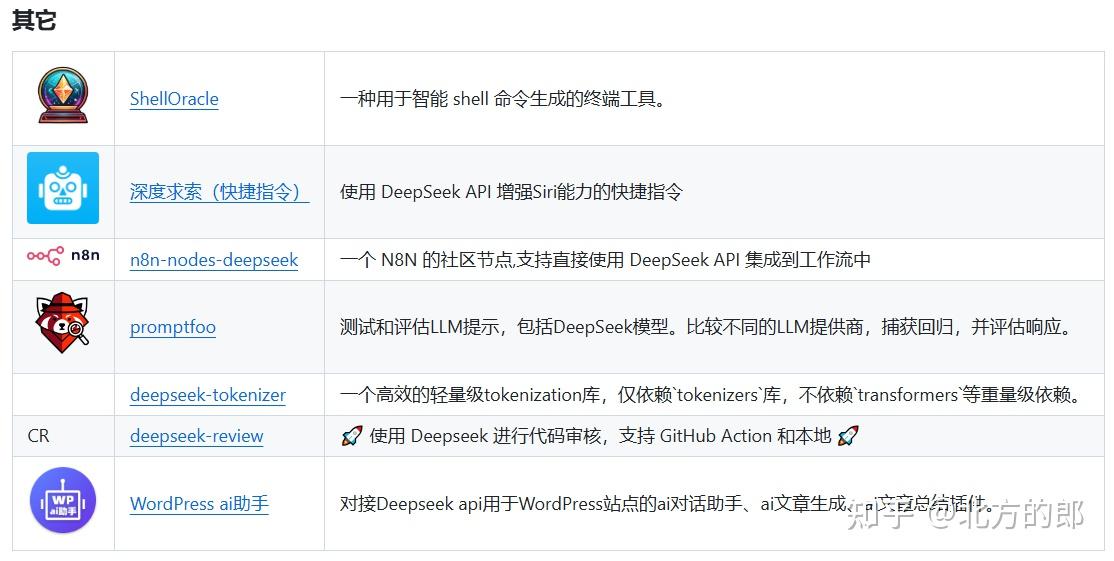 其它
ShellOracle
一种用于智能 shell 命令生成的终端工具。
深度求索（快捷指令）
使用 DeepSeek API 增强Siri能力的快捷指令
n8n
n8n-nodes-deepseek
一个 N8N 的社区节点,支持直接使用 DeepSeek API 集成到工作流中
promptfoo
测试和评估LLM提示，包括DeepSeek模型。比较不同的LLM提供商，捕获回归，并评估响应。
deepseek-tokenizer
一个高效的轻量级tokenization库，仅依赖`tokenizers`库，不依赖`transformers`等重量级依赖。
CR
deepseek-review
🚀 使用 Deepseek 进行代码审核，支持 GitHub Action 和本地 🚀
WP
ai助手
WordPress ai助手
对接Deepseek api用于WordPress站点的ai对话助手、ai文章生成、ai文章总结插件。
知乎 @北方的郎